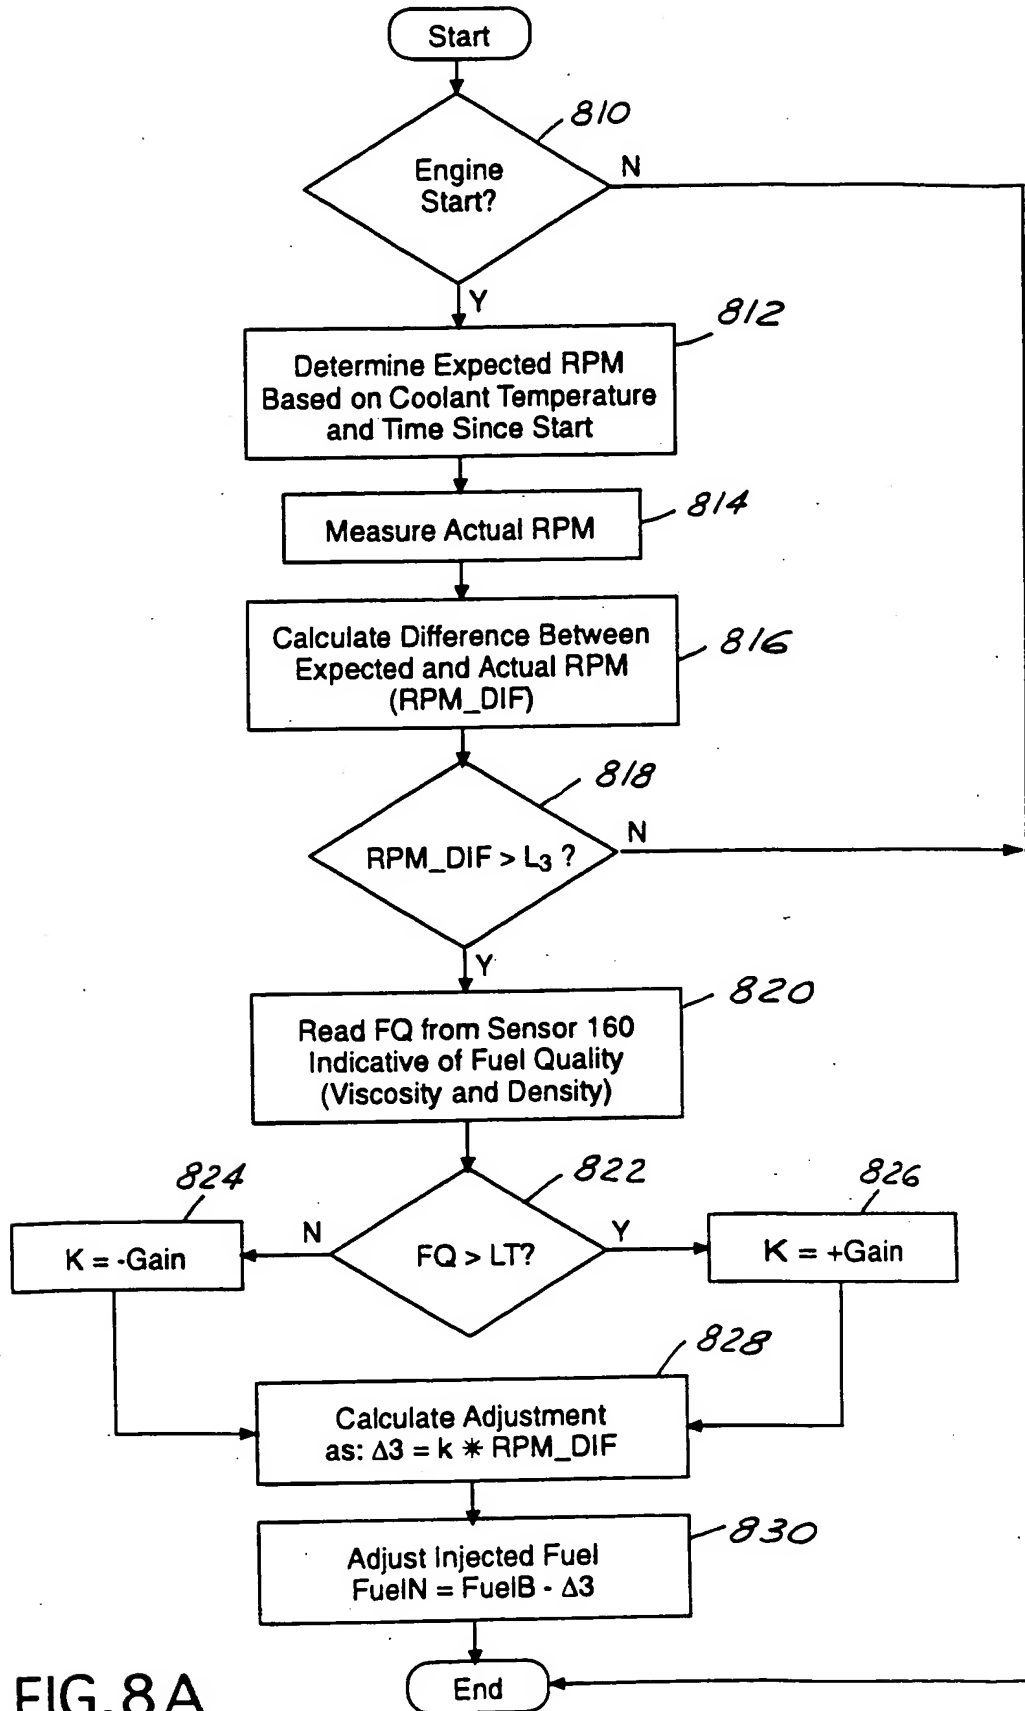 Start
810
Engine
Start?
N
Y
812
Determine Expected RPM
Based on Coolant Temperature
and Time Since Start
814
Measure Actual RPM
816
Calculate Difference Between
Expected and Actual RPM
(RPM_DIF)
818
RPM_DIF > L₃ ?
N
Y
820
Read FQ from Sensor 160
Indicative of Fuel Quality
(Viscosity and Density)
822
FQ > LT?
N
Y
824
K = -Gain
826
K = +Gain
828
Calculate Adjustment
as: Δ3 = k * RPM_DIF
830
Adjust Injected Fuel
FuelN = FuelB - Δ3
End
FIG. 8A